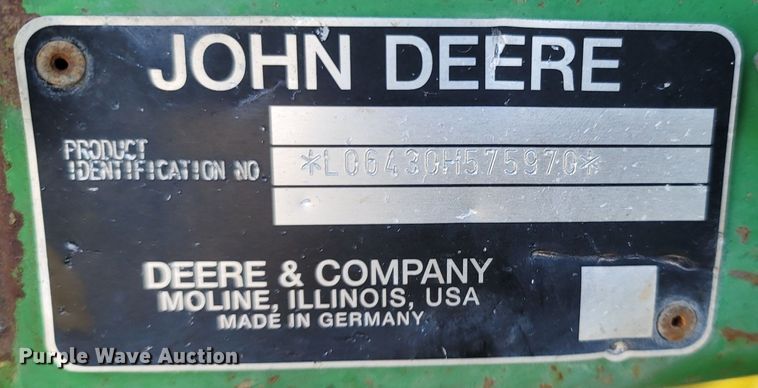 JOHN DEERE
PRODUCT
IDENTIFICATION NO.
*L06430H575970*
DEERE & COMPANY
MOLINE, ILLINOIS, USA
MADE IN GERMANY
Purple Wave Auction